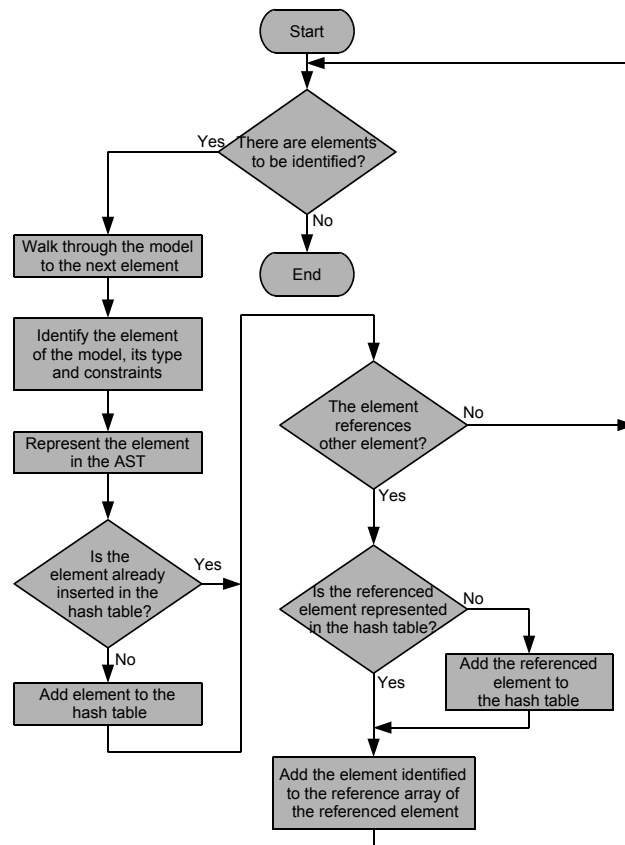 Start
There are elements
to be identified?
Yes
No
End
Walk through the model
to the next element
Identify the element
of the model, its type
and constraints
Represent the element
in the AST
Is the
element already
inserted in the
hash table?
Yes
No
Add element to the
hash table
The element
references
other element?
No
Yes
Is the referenced
element represented
in the hash table?
No
Yes
Add the referenced
element to
the hash table
Add the element identified
to the reference array of
the referenced element